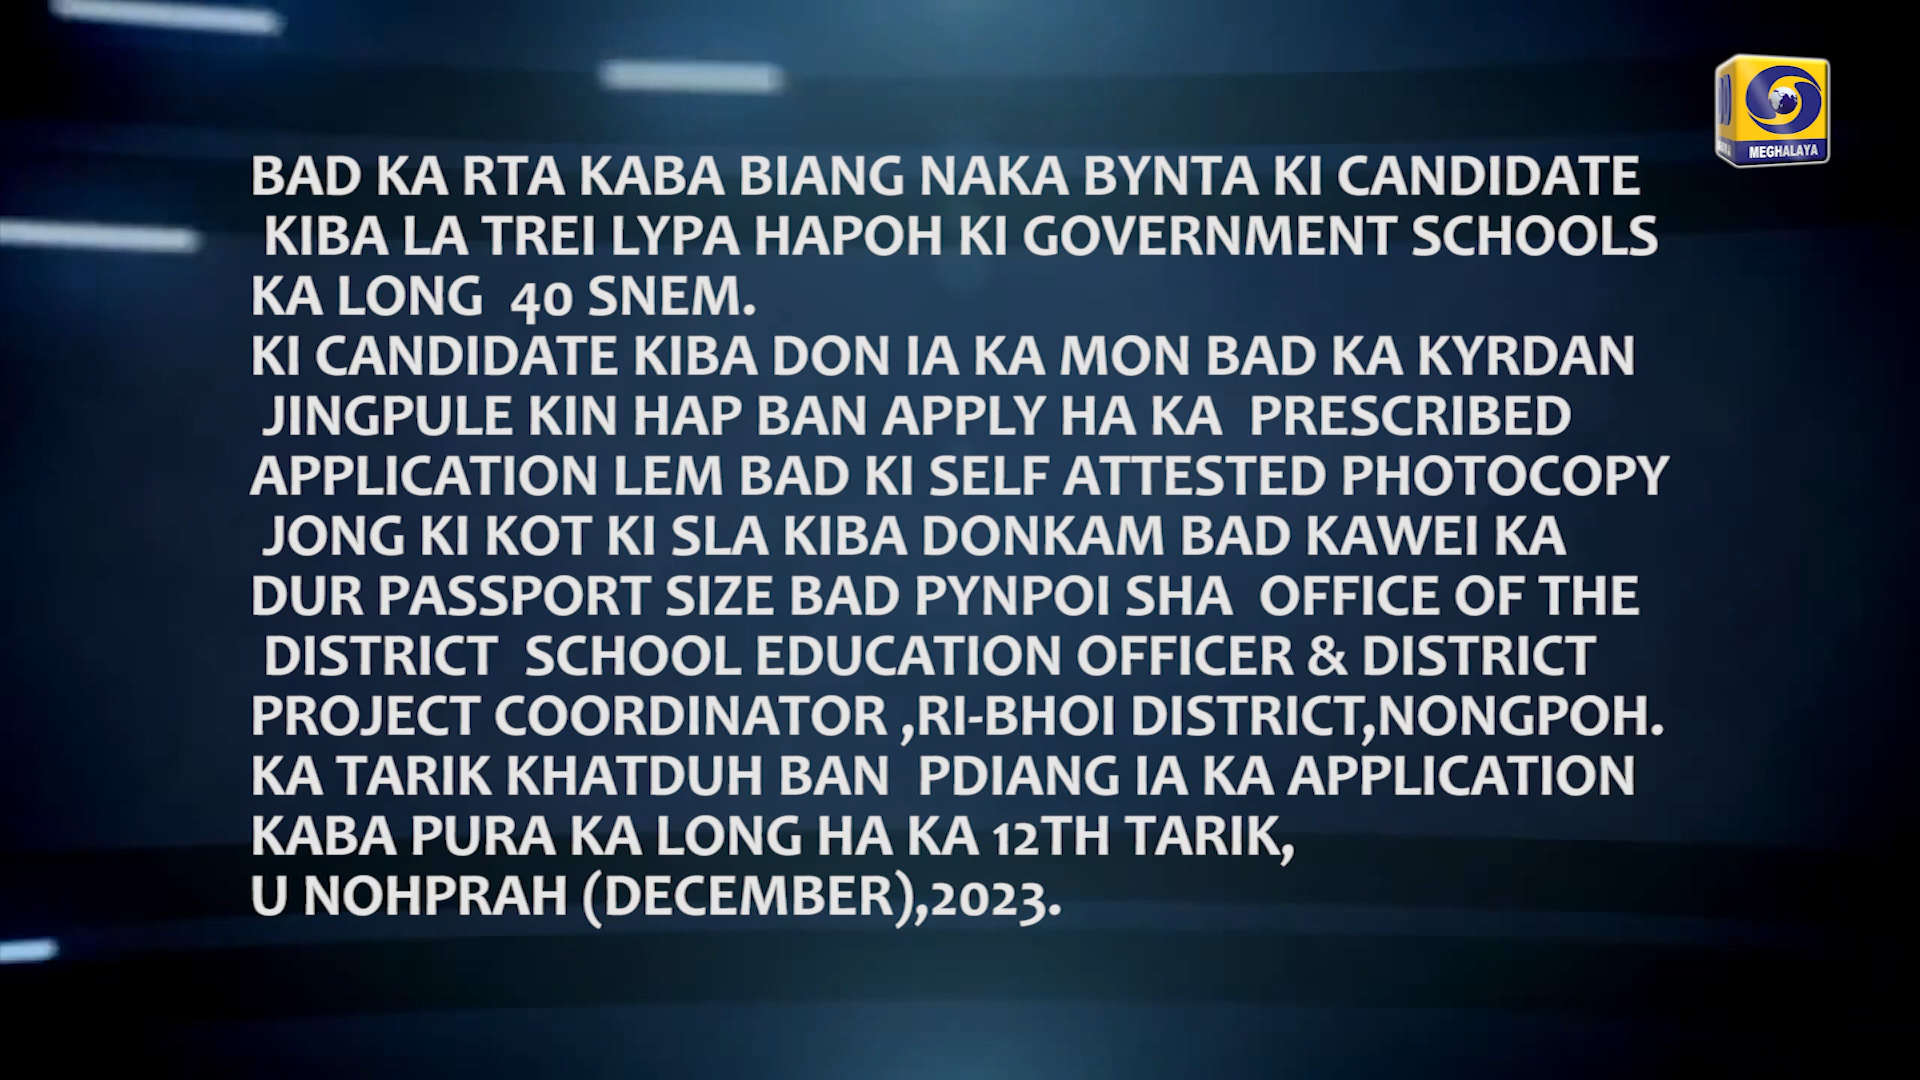 MEGHALAYA
BAD KA RTA KABA BIANG NAKA BYNTA KI CANDIDATE
KIBA LA TREI LYPA HAPOH KI GOVERNMENT SCHOOLS
KA LONG 40 SNEM.
KI CANDIDATE KIBA DON IA KA MON BAD KA KYRDAN
JINGPULE KIN HAP BAN APPLY HA KA PRESCRIBED
APPLICATION LEM BAD KI SELF ATTESTED PHOTOCOPY
JONG KI KOT KI SLA KIBA DONKAM BAD KAWEI KA
DUR PASSPORT SIZE BAD PYNPOI SHA OFFICE OF THE
DISTRICT SCHOOL EDUCATION OFFICER & DISTRICT
PROJECT COORDINATOR ,RI-BHOI DISTRICT,NONGPOH.
KA TARIK KHATDUH BAN PDIANG IA KA APPLICATION
KABA PURA KA LONG HA KA 12TH TARIK,
U NOHPRAH (DECEMBER),2023.